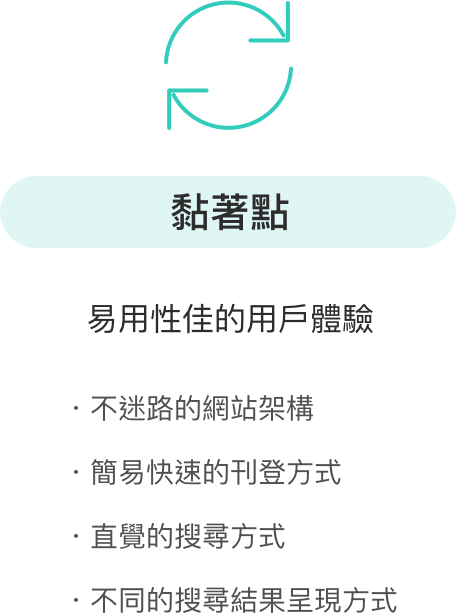 黏著點
易用性佳的用戶體驗
· 不迷路的網站架構
· 簡易快速的刊登方式
· 直覺的搜尋方式
· 不同的搜尋結果呈現方式